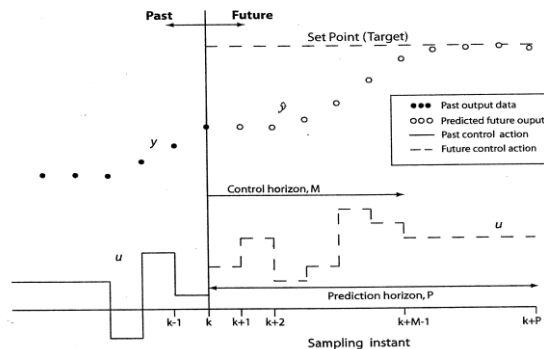 Past Future
Set Point (Target)
ŷ
y
Past output data
Predicted future ouput
Past control action
Future control action
Control horizon, M
u
u
Prediction horizon, P
k-1 k k+1 k+2 k+M-1 k+P
Sampling instant